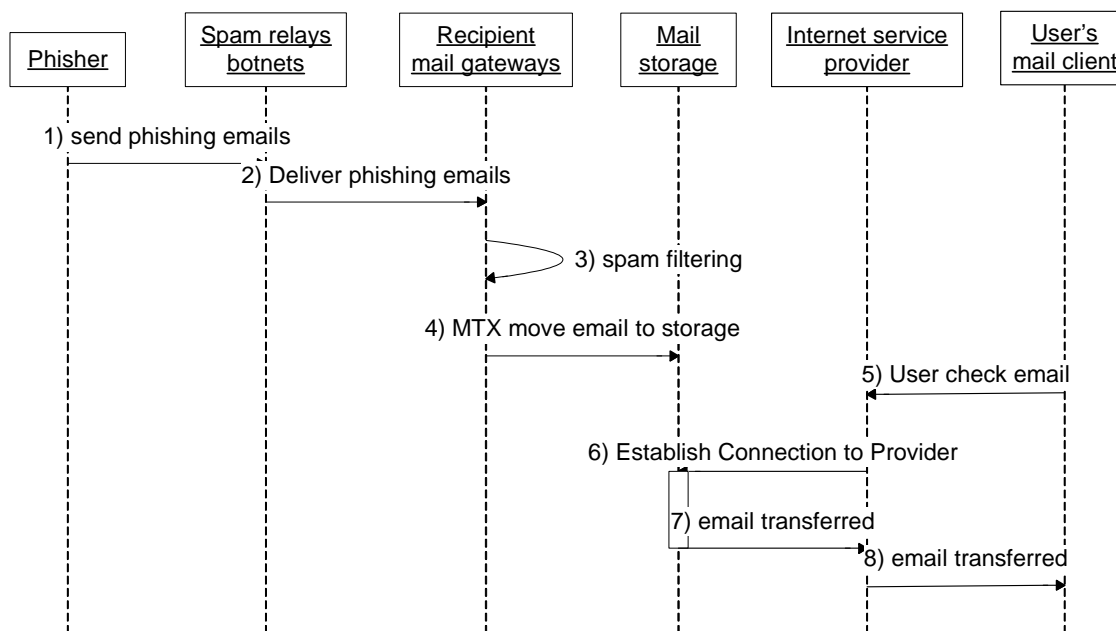 Phisher
Spam relays
botnets
Recipient
mail gateways
Mail
storage
Internet service
provider
User's
mail client
1) send phishing emails
2) Deliver phishing emails
3) spam filtering
4) MTX move email to storage
5) User check email
6) Establish Connection to Provider
7) email transferred
8) email transferred